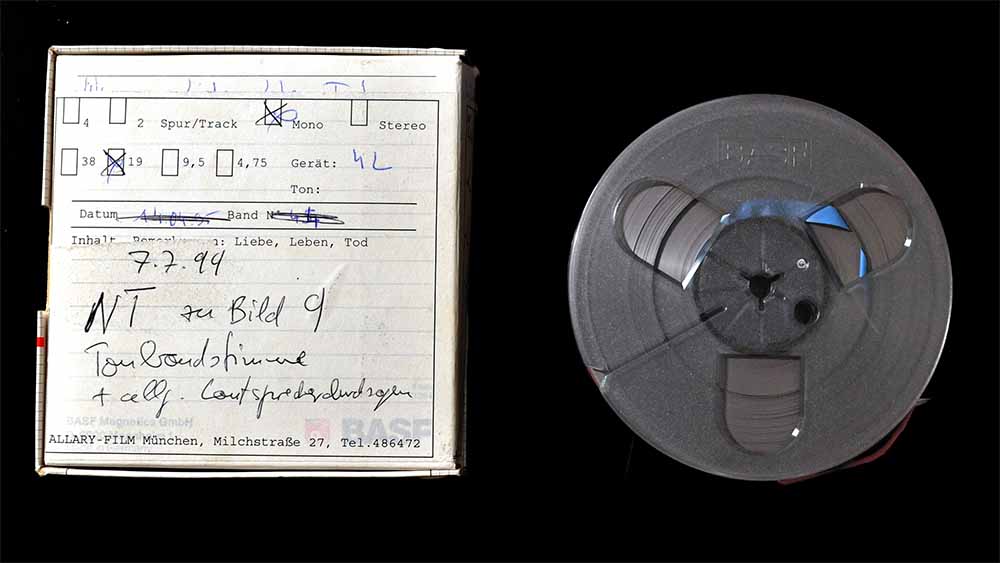 4 2 Spur/Track Mono Stereo
38 19 9,5 4,75 Gerät: 4L
Ton:
Datum Band N
Inhalt : Liebe, Leben, Tod
7.7.99
NT zu Bild 9
Tonbandstimme
+ allg. Lautsprecherdurchsagen
BASF Magnetics GmbH
BASF
ALLARY-FILM München, Milchstraße 27, Tel.486472
BASF